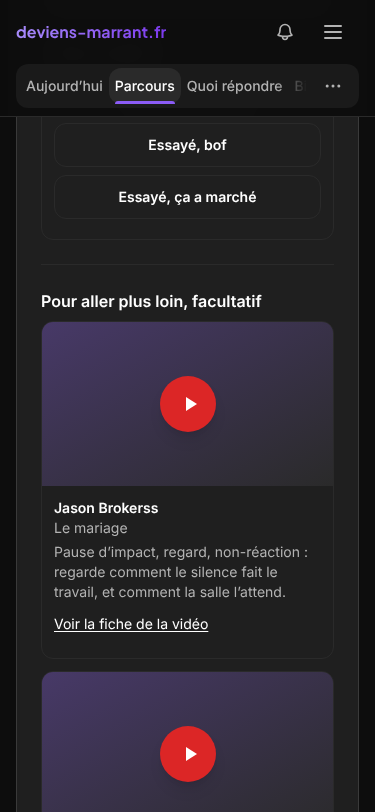 deviens-marrant.fr
Aujourd’hui Parcours Quoi répondre
Essayé, bof
Essayé, ça a marché
Pour aller plus loin, facultatif
Jason Brokerss
Le mariage
Pause d’impact, regard, non-réaction :
regarde comment le silence fait le
travail, et comment la salle l’attend.
Voir la fiche de la vidéo